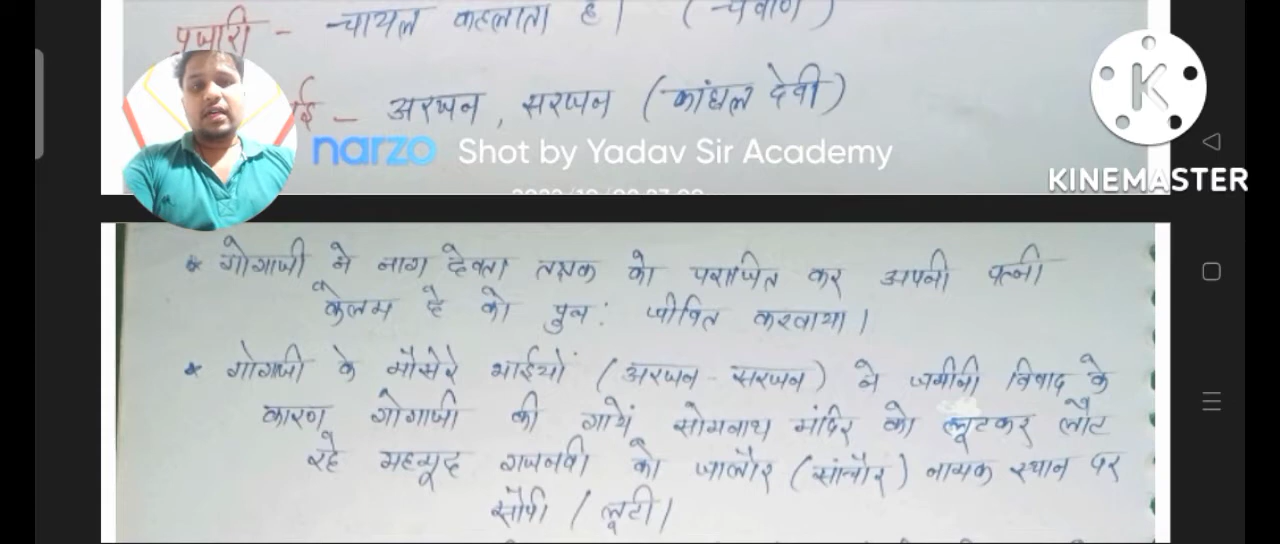 पुजारी - चायल कहलाता है। (चौवाण)
ई - अरजन, सरजन (कांधल देवी)
narzo Shot by Yadav Sir Academy
KINEMASTER
* गोगाजी ने नाग देवता तक्षक को पराजित कर अपनी पत्नी
केलम दे को पुन: जीवित करवाया।
* गोगाजी के मौसेरे भाईयों (अरजन - सरजन) ने जमीनी विवाद के
कारण गोगाजी की गायें सोमनाथ मंदिर को लूटकर लौट
रहे महमूद गजनवी को जालौर (सांचौर) नामक स्थान पर
सौंपी / लूटी।